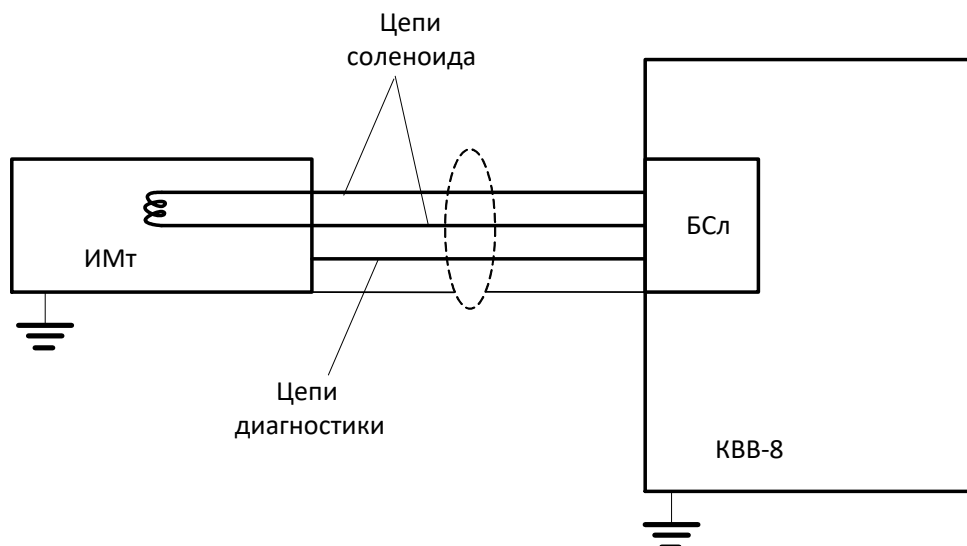 Цепи
соленоида
ИМт
БСл
Цепи
диагностики
КВВ-8